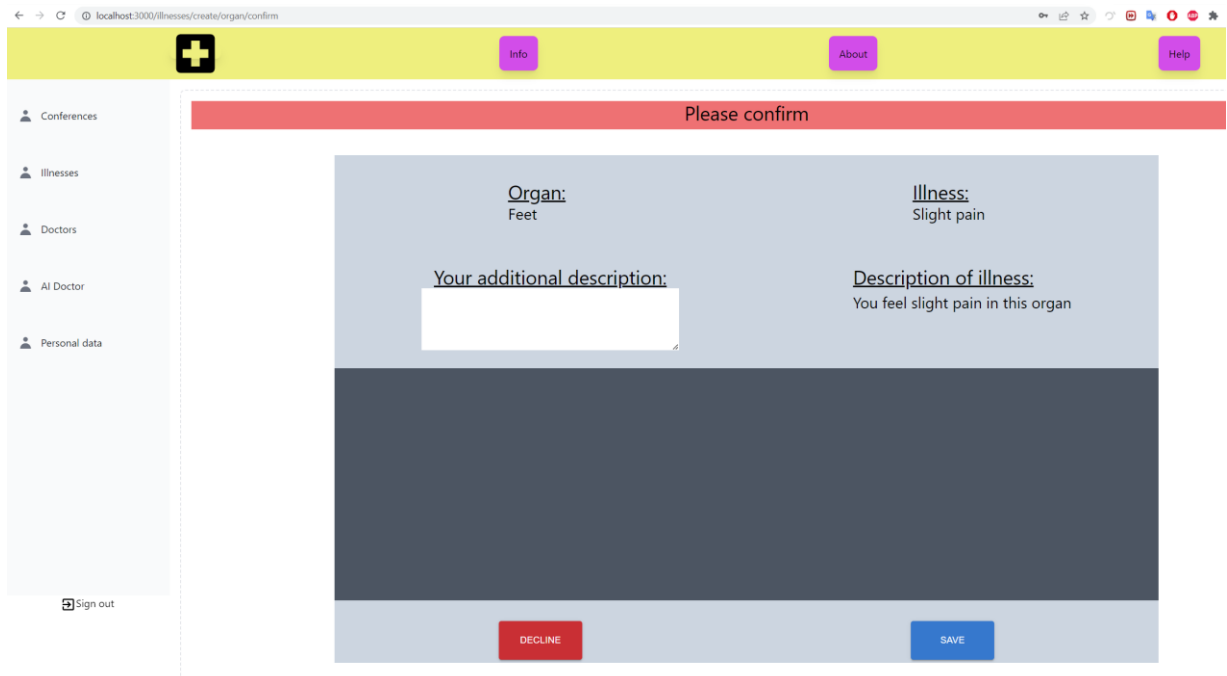 localhost:3000/illnesses/create/organ/confirm
Info
About
Help
Conferences
Illnesses
Doctors
AI Doctor
Personal data
Sign out
Please confirm
Organ:
Feet
Illness:
Slight pain
Your additional description:
Description of illness:
You feel slight pain in this organ
DECLINE
SAVE